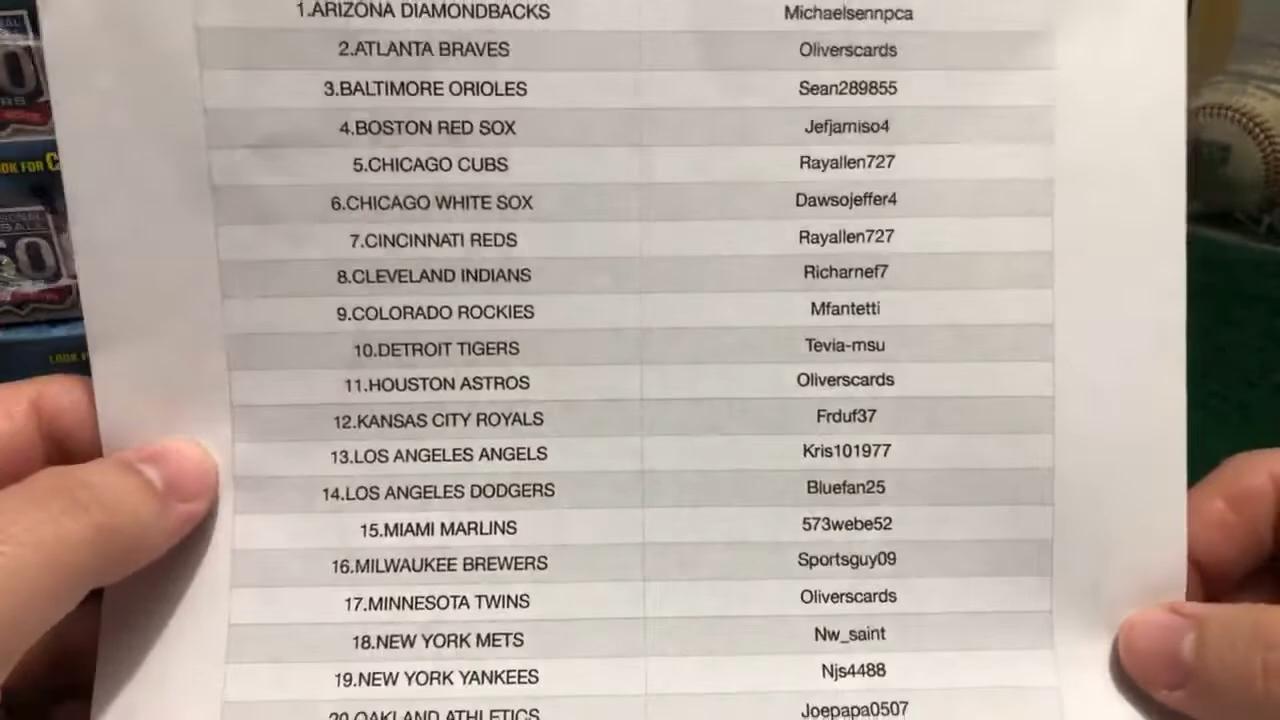 1.ARIZONA DIAMONDBACKS Michaelsennpca
2.ATLANTA BRAVES Oliverscards
3.BALTIMORE ORIOLES Sean289855
4.BOSTON RED SOX Jefjamiso4
5.CHICAGO CUBS Rayallen727
6.CHICAGO WHITE SOX Dawsojeffer4
7.CINCINNATI REDS Rayallen727
8.CLEVELAND INDIANS Richarnef7
9.COLORADO ROCKIES Mfantetti
10.DETROIT TIGERS Tevia-msu
11.HOUSTON ASTROS Oliverscards
12.KANSAS CITY ROYALS Frduf37
13.LOS ANGELES ANGELS Kris101977
14.LOS ANGELES DODGERS Bluefan25
15.MIAMI MARLINS 573webe52
16.MILWAUKEE BREWERS Sportsguy09
17.MINNESOTA TWINS Oliverscards
18.NEW YORK METS Nw_saint
19.NEW YORK YANKEES Njs4488
20.OAKLAND ATHLETICS Joepapa0507